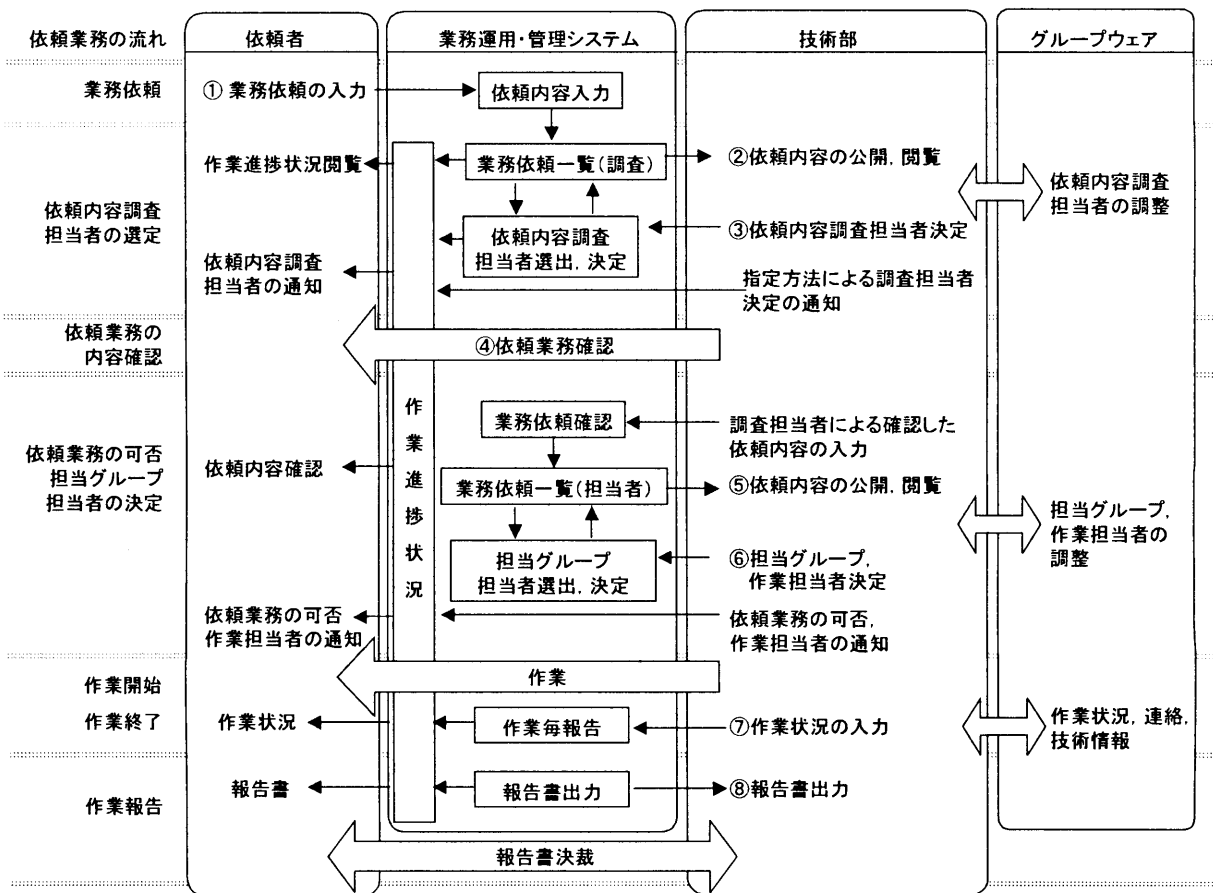 依頼業務の流れ
依頼者
業務運用・管理システム
技術部
グループウェア
業務依頼
①業務依頼の入力
依頼内容入力
作業進捗状況閲覧
業務依頼一覧(調査)
②依頼内容の公開, 閲覧
依頼内容調査
担当者の調整
依頼内容調査
担当者の選定
依頼内容調査
担当者選出, 決定
③依頼内容調査担当者決定
依頼内容調査
担当者の通知
指定方法による調査担当者
決定の通知
依頼業務の
内容確認
④依頼業務確認
作業進捗状況
業務依頼確認
調査担当者による確認した
依頼内容の入力
依頼業務の可否
担当グループ
担当者の決定
依頼内容確認
業務依頼一覧(担当者)
⑤依頼内容の公開, 閲覧
担当グループ,
作業担当者の
調整
担当グループ
担当者選出, 決定
⑥担当グループ,
作業担当者決定
依頼業務の可否
作業担当者の通知
依頼業務の可否,
作業担当者の通知
作業開始
作業
作業終了
作業状況
作業毎報告
⑦作業状況の入力
作業状況, 連絡,
技術情報
作業報告
報告書
報告書出力
⑧報告書出力
報告書決裁